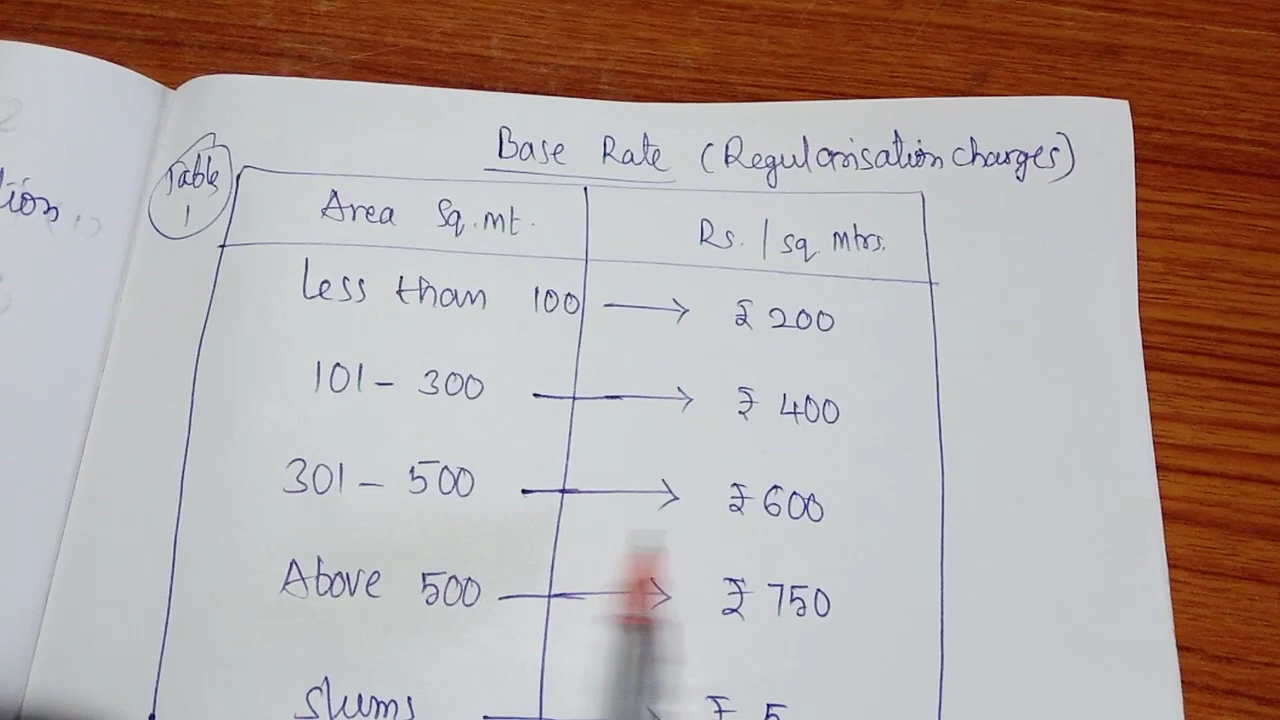 Base Rate (Regularisation charges)
Table
1
Area Sq.mt.
Rs. / sq mtrs.
Less than 100 → ₹ 200
101 - 300 → ₹ 400
301 - 500 → ₹ 600
Above 500 → ₹ 750
Slums → ₹ 5